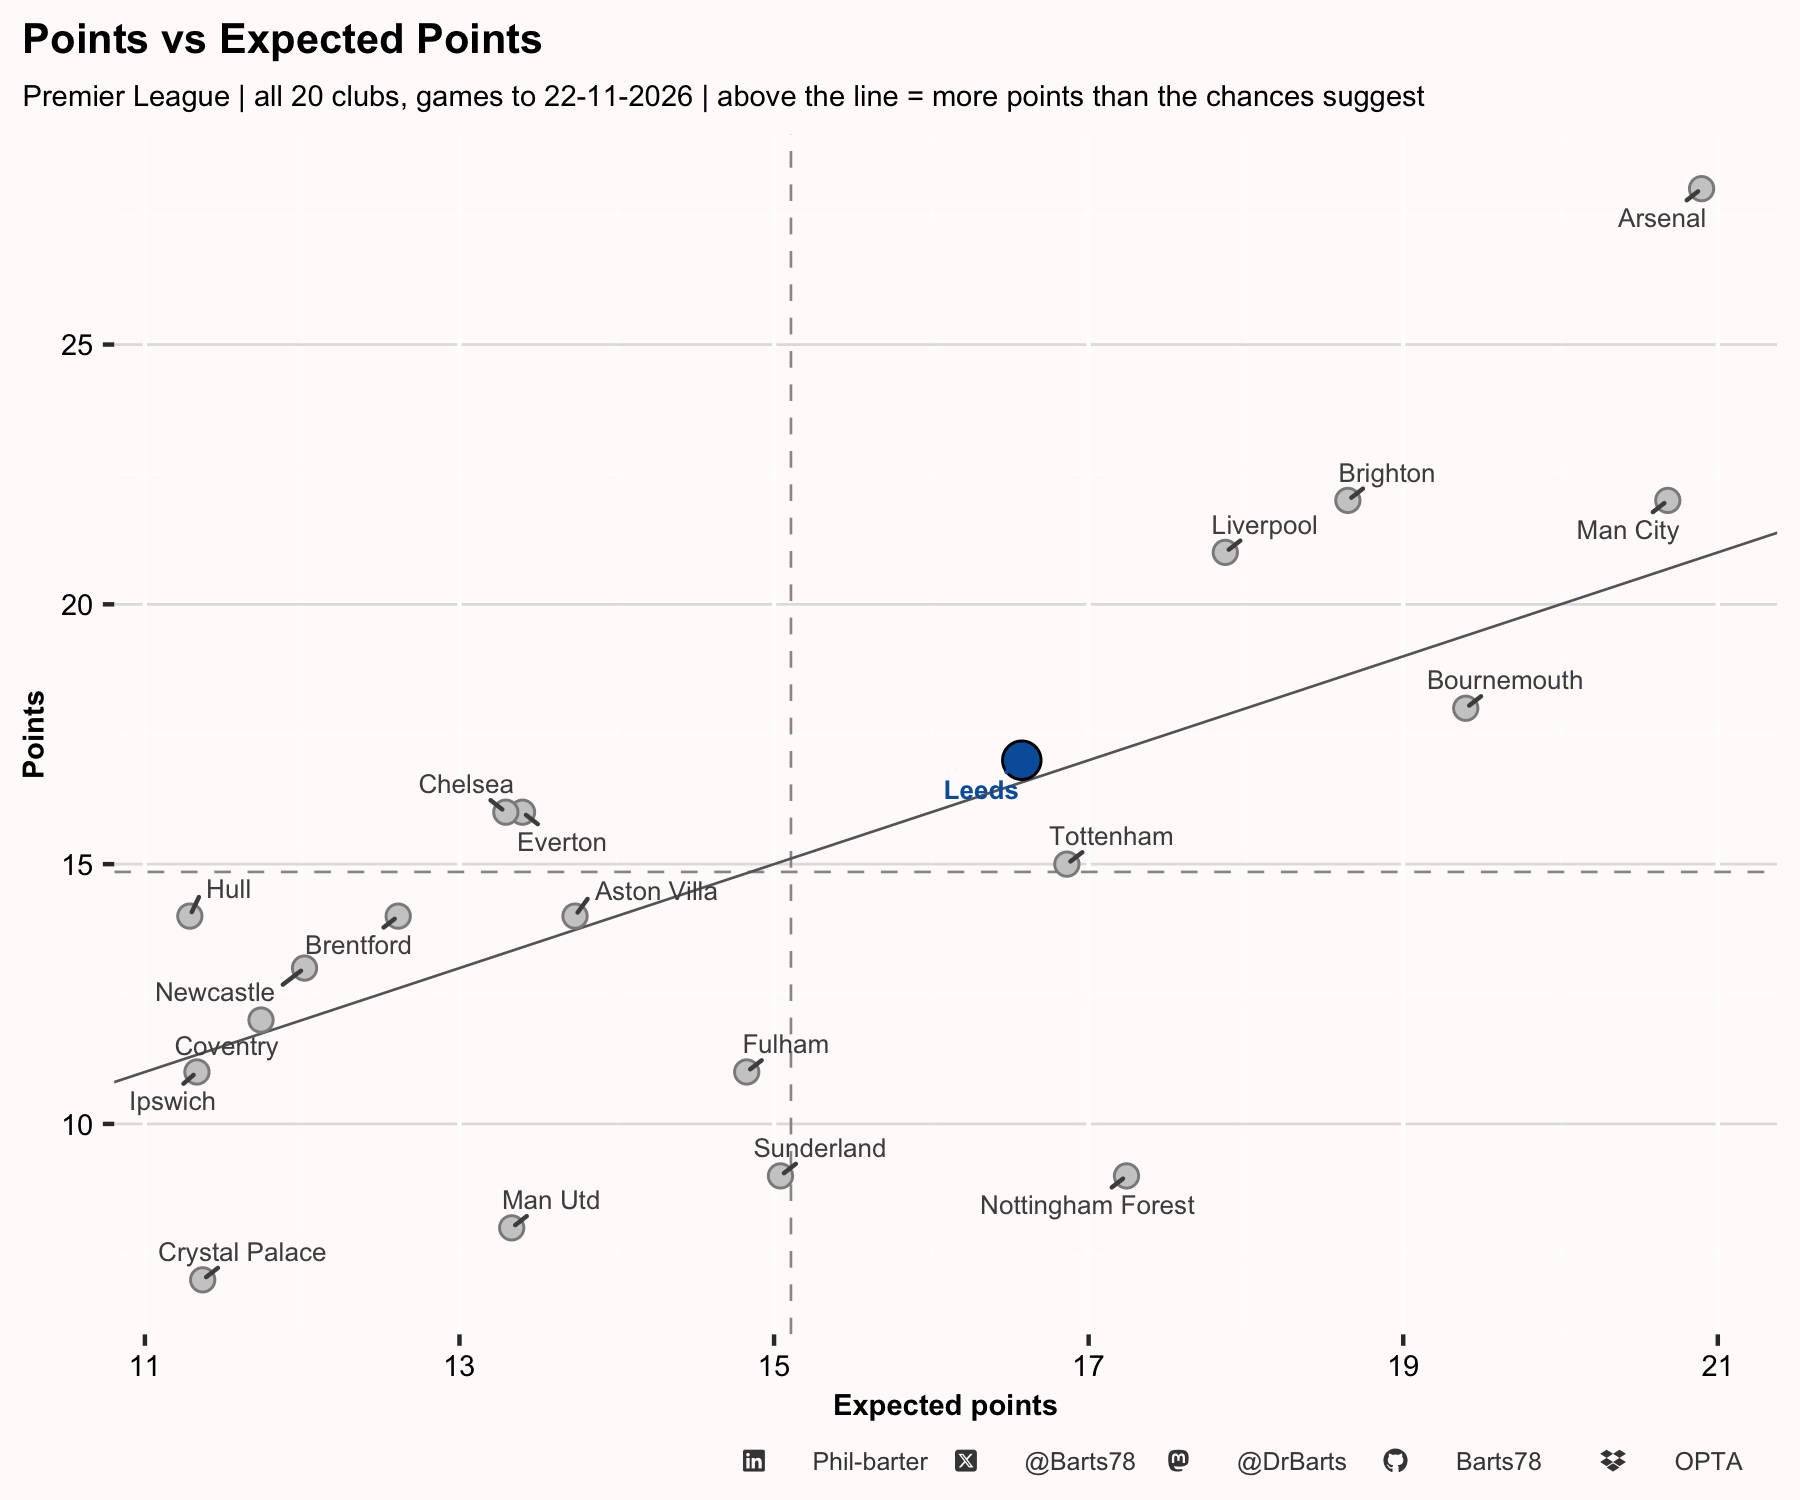 Points vs Expected Points
Premier League | all 20 clubs, games to 22-11-2026 | above the line = more points than the chances suggest
Arsenal
25
Brighton
Man City
Liverpool
20
Bournemouth
Points
Leeds
Chelsea
Everton
Tottenham
15
Hull
Aston Villa
Brentford
Newcastle
Coventry
Fulham
Ipswich
10
Sunderland
Nottingham Forest
Man Utd
Crystal Palace
11 13 15 17 19 21
Expected points
Phil-barter @Barts78 @DrBarts Barts78 OPTA